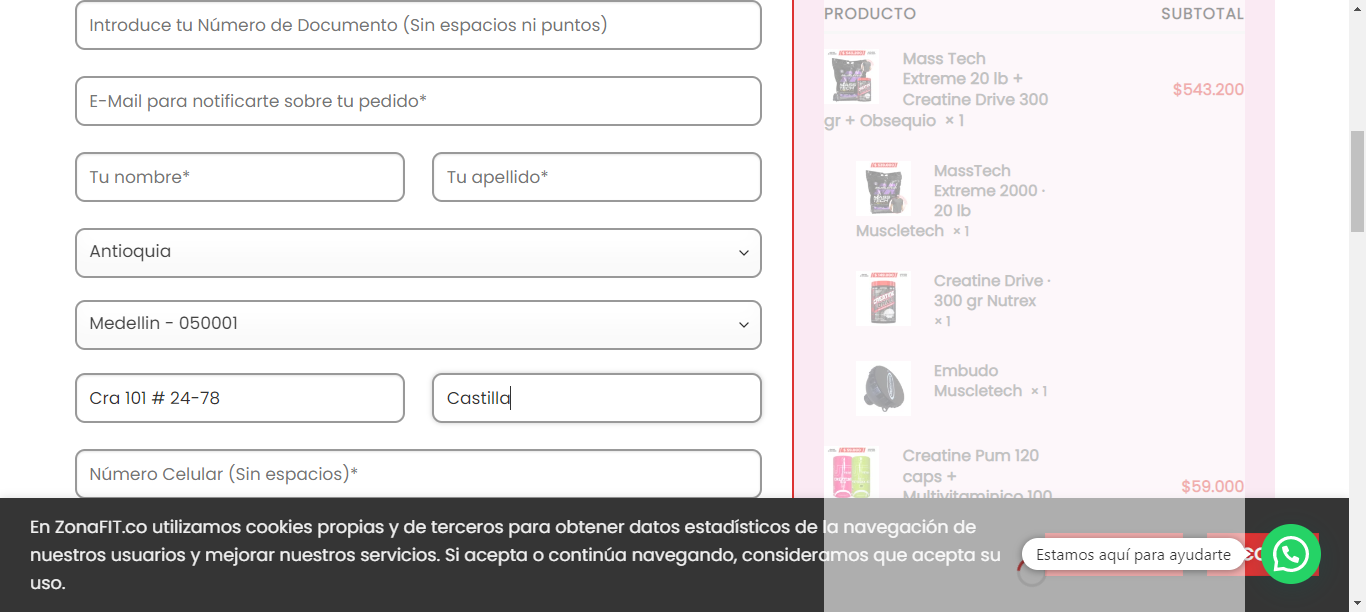 Introduce tu Número de Documento (Sin espacios ni puntos)
E-Mail para notificarte sobre tu pedido*
Tu nombre*
Tu apellido*
Antioquia
Medellin - 050001
Cra 101 # 24-78
Castilla
Número Celular (Sin espacios)*
PRODUCTO
SUBTOTAL
Mass Tech
Extreme 20 lb +
Creatine Drive 300
gr + Obsequio × 1
$543.200
MassTech
Extreme 2000 ·
20 lb
Muscletech × 1
Creatine Drive ·
300 gr Nutrex
× 1
Embudo
Muscletech × 1
Creatine Pum 120
caps +
Multivitaminico 100
$59.000
En ZonaFIT.co utilizamos cookies propias y de terceros para obtener datos estadísticos de la navegación de
nuestros usuarios y mejorar nuestros servicios. Si acepta o continúa navegando, consideramos que acepta su
uso.
Estamos aquí para ayudarte